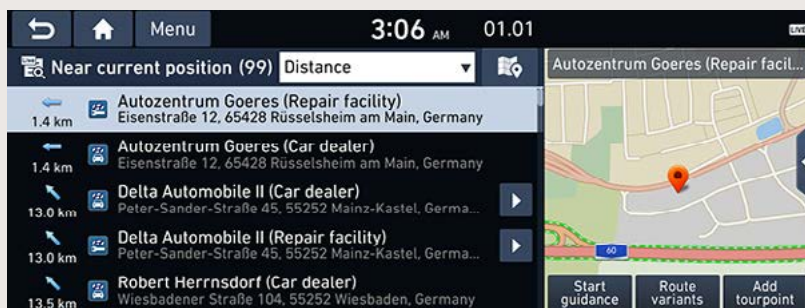 Menu
3:06 AM
01.01
LIVE
Near current position (99)
Distance
Autozentrum Goeres (Repair facil...
Autozentrum Goeres (Repair facility)
1.4 km
Eisenstraße 12, 65428 Rüsselsheim am Main, Germany
Autozentrum Goeres (Car dealer)
1.4 km
Eisenstraße 12, 65428 Rüsselsheim am Main, Germany
Delta Automobile II (Car dealer)
13.0 km
Peter-Sander-Straße 45, 55252 Mainz-Kastel, Germa...
Delta Automobile II (Repair facility)
13.0 km
Peter-Sander-Straße 45, 55252 Mainz-Kastel, Germa...
Robert Herrnsdorf (Car dealer)
13.5 km
Wiesbadener Straße 104, 55252 Wiesbaden, Germany
60
Start
guidance
Route
variants
Add
tourpoint